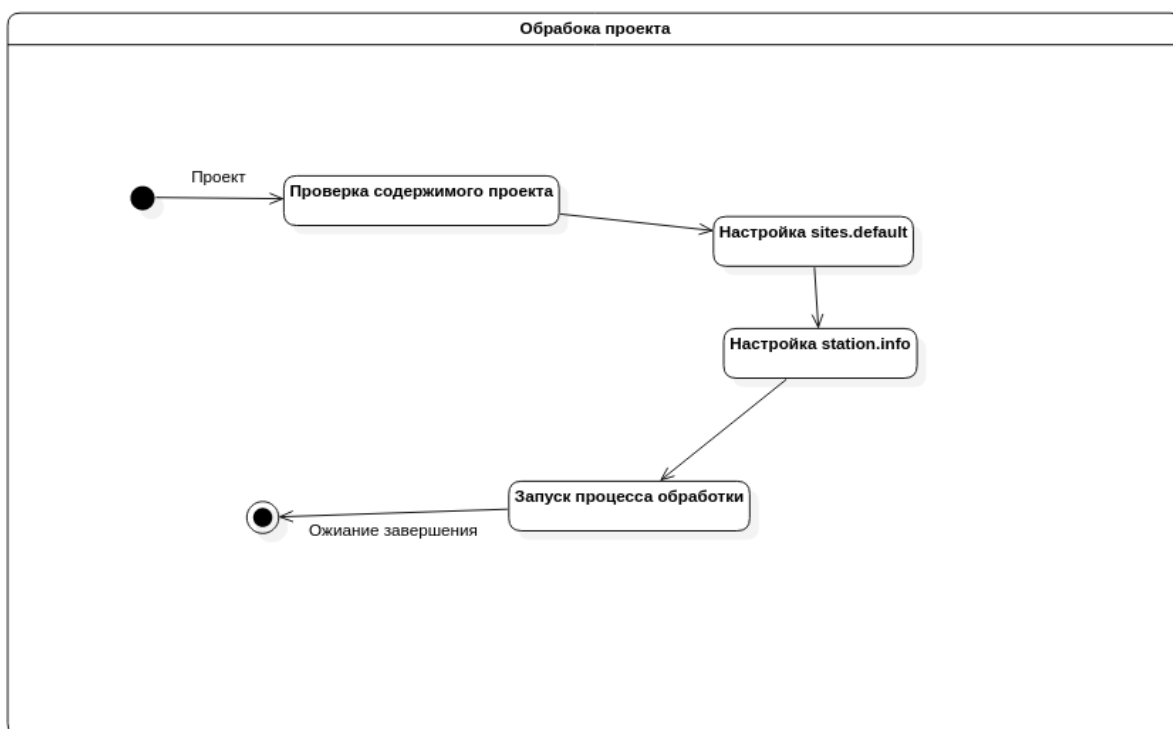 Обрабока проекта
Проект
Проверка содержимого проекта
Настройка sites.default
Настройка station.info
Запуск процесса обработки
Ожиание завершения